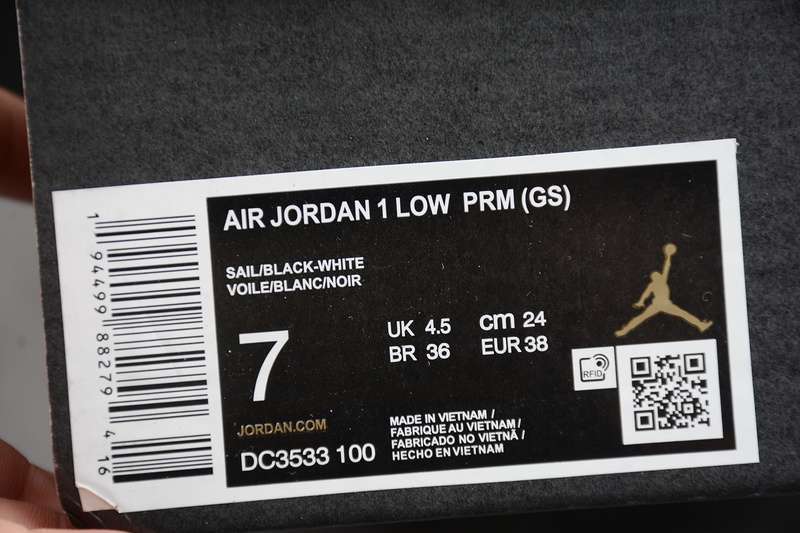 AIR JORDAN 1 LOW PRM (GS)
SAIL/BLACK-WHITE
VOILE/BLANC/NOIR
7
UK 4.5 cm 24
BR 36 EUR 38
RFID
JORDAN.COM
DC3533 100
MADE IN VIETNAM /
FABRIQUE AU VIETNAM /
FABRICADO NO VIETNÃ /
HECHO EN VIETNAM
1 94499 88279 4 16